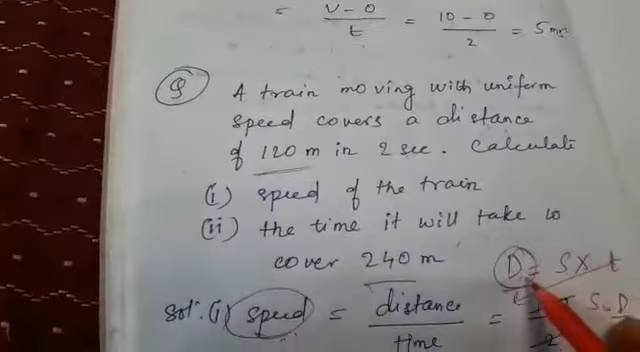 = V-0/t = 10-0/2 = 5 m
Q A train moving with uniform
speed covers a distance
of 120 m in 2 sec. Calculate
(i) speed of the train
(ii) the time it will take to
cover 240 m
D = S X t
Sol. (i) speed = distance/time =
S = D